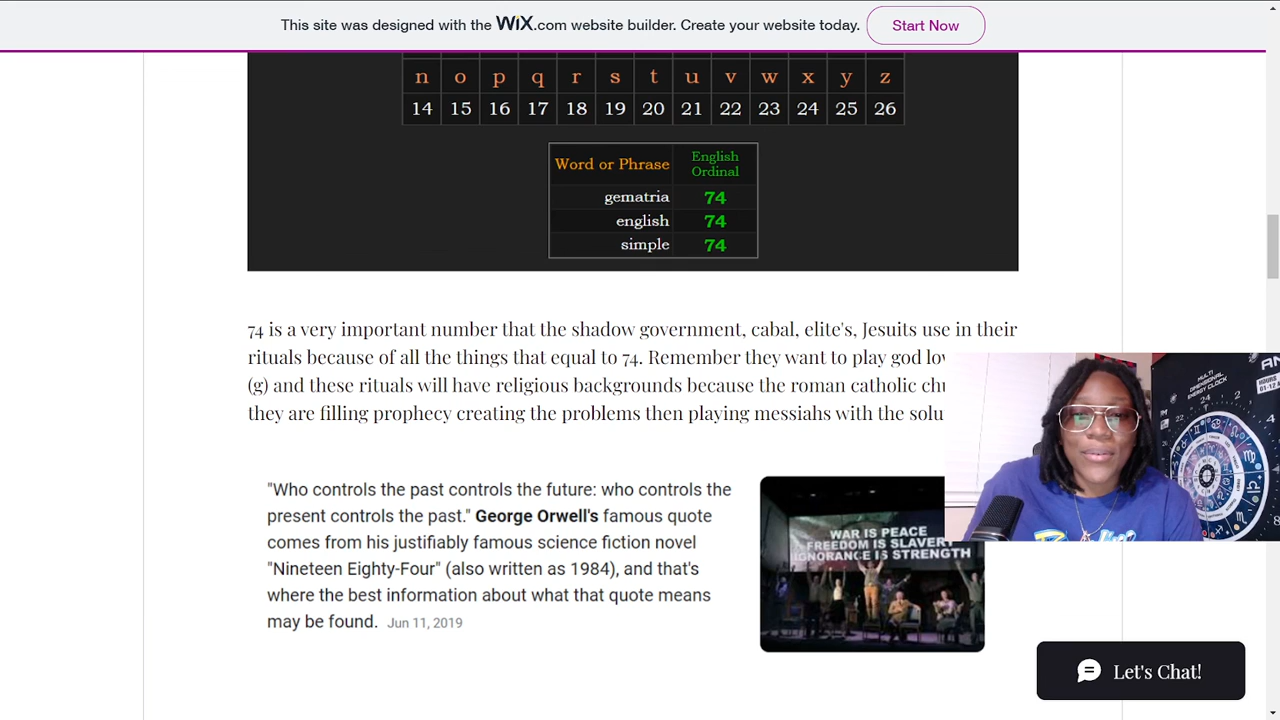 This site was designed with the WiX.com website builder. Create your website today.
Start Now
n o p q r s t u v w x y z
14 15 16 17 18 19 20 21 22 23 24 25 26
Word or Phrase English Ordinal
gematria 74
english 74
simple 74
74 is a very important number that the shadow government, cabal, elite's, Jesuits use in their
rituals because of all the things that equal to 74. Remember they want to play god
(g) and these rituals will have religious backgrounds because the roman catholic
they are filling prophecy creating the problems then playing messiahs with the
"Who controls the past controls the future: who controls the
present controls the past." George Orwell's famous quote
comes from his justifiably famous science fiction novel
"Nineteen Eighty-Four" (also written as 1984), and that's
where the best information about what that quote means
may be found. Jun 11, 2019
WAR IS PEACE
FREEDOM IS SLAVERY
IGNORANCE IS STRENGTH
MULTI
DIMENSIONAL
ENERGY CLOCK
24
HOURS
Let's Chat!